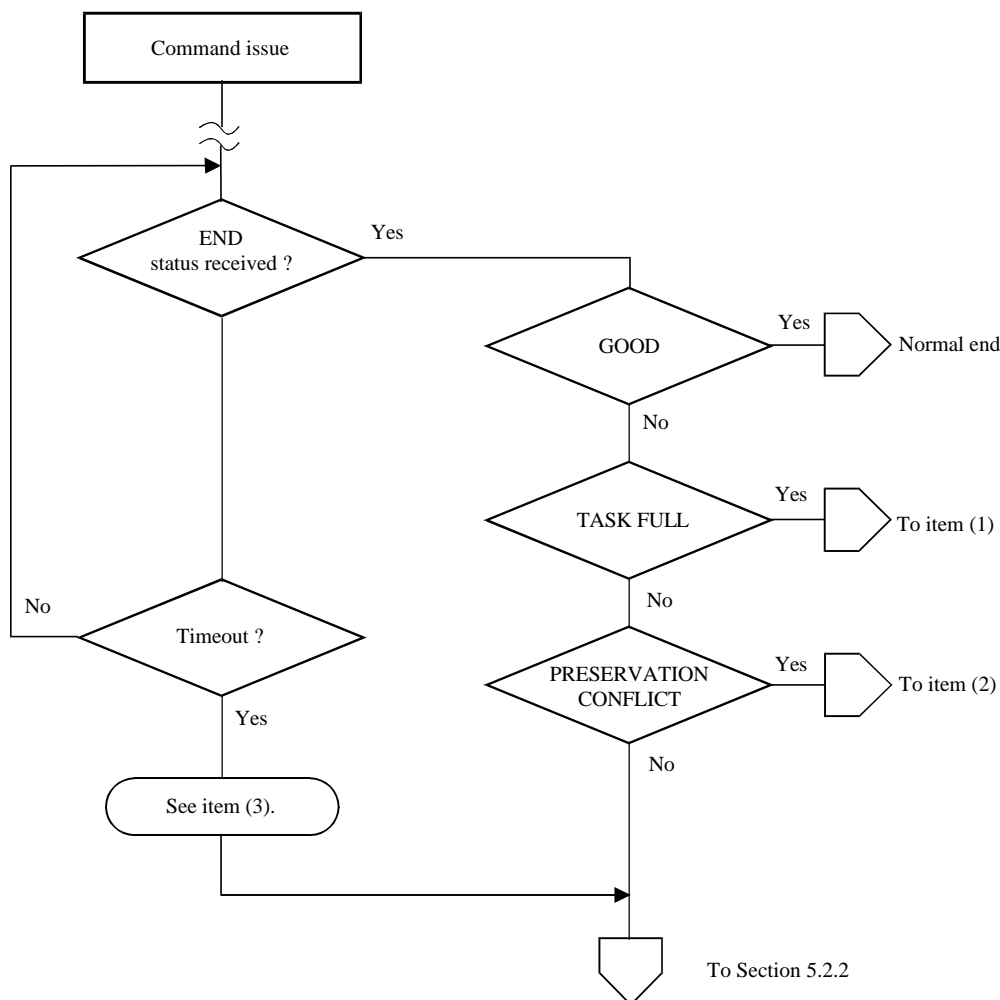 Command issue
END
status received ?
Yes
GOOD
Yes
Normal end
No
TASK FULL
Yes
To item (1)
No
No
Timeout ?
PRESERVATION
CONFLICT
Yes
To item (2)
Yes
No
See item (3).
To Section 5.2.2